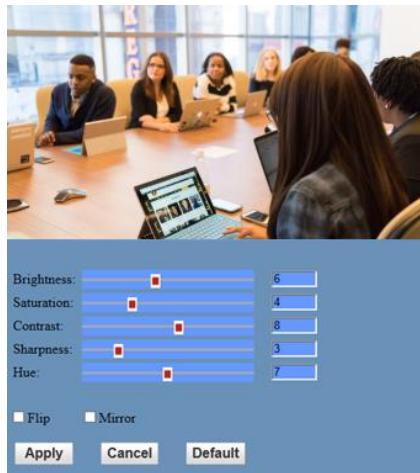 Brightness: 6
Saturation: 4
Contrast: 8
Sharpness: 3
Hue: 7
Flip Mirror
Apply Cancel Default